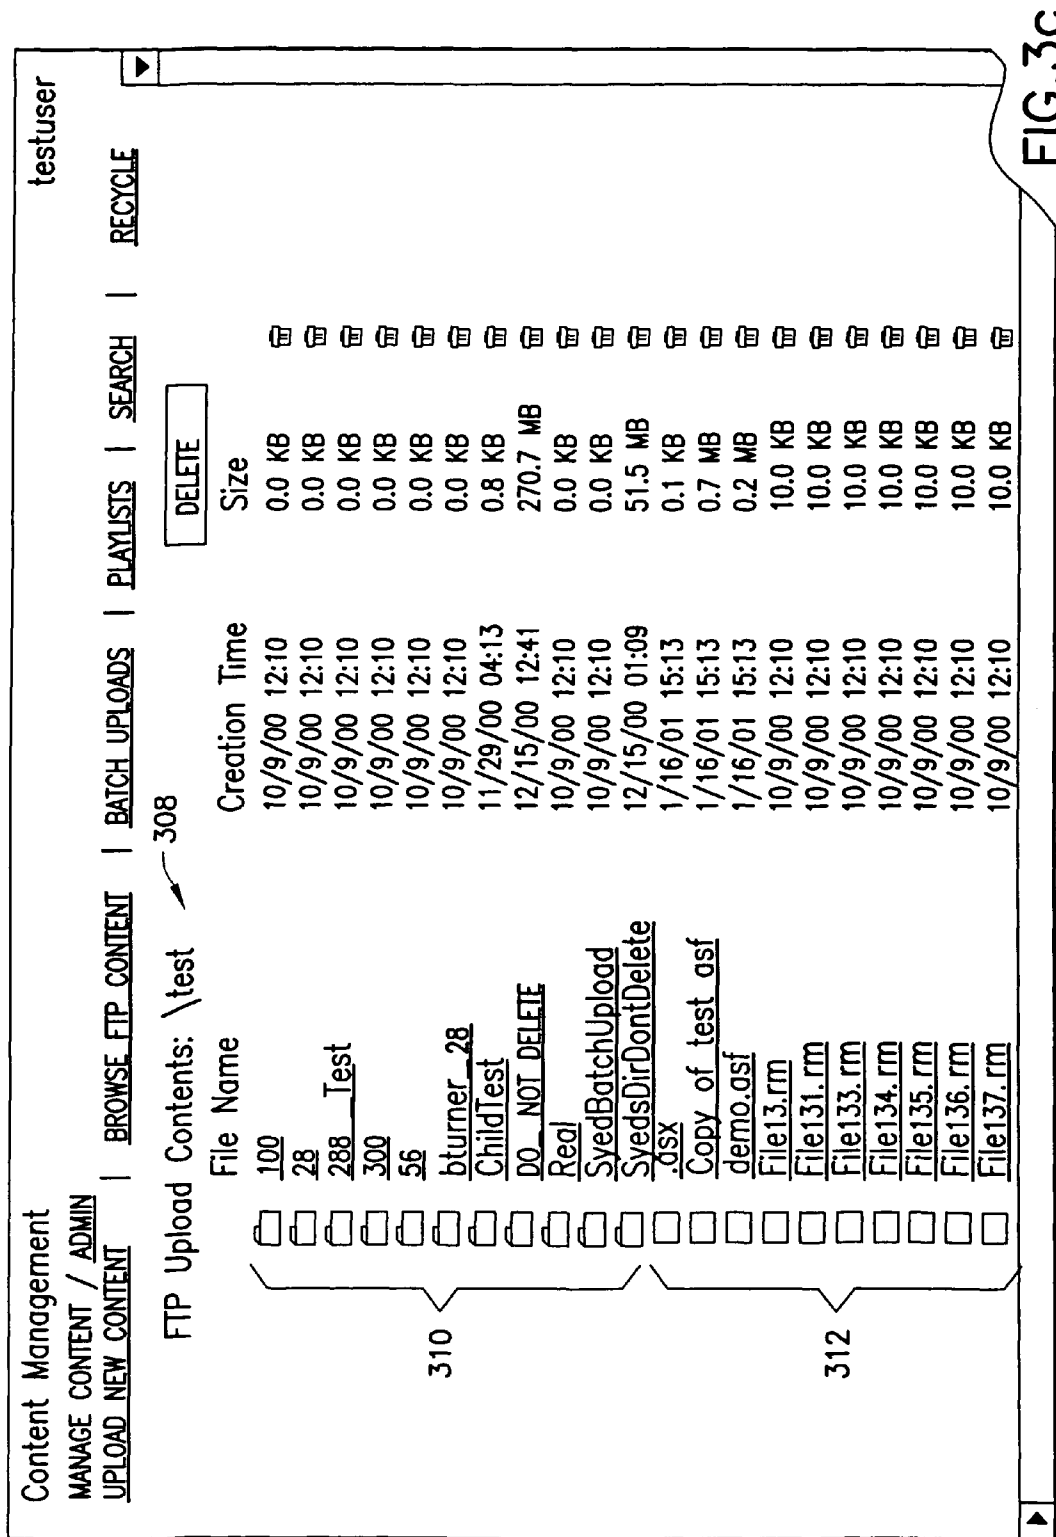 Content Management
testuser
MANAGE CONTENT / ADMIN
UPLOAD NEW CONTENT | BROWSE FTP CONTENT | BATCH UPLOADS | PLAYLISTS | SEARCH | RECYCLE
FTP Upload Contents: \test 308
DELETE
File Name Creation Time Size
100 10/9/00 12:10 0.0 KB
28 10/9/00 12:10 0.0 KB
288_Test 10/9/00 12:10 0.0 KB
300 10/9/00 12:10 0.0 KB
56 10/9/00 12:10 0.0 KB
bturner_28 10/9/00 12:10 0.0 KB
ChildTest 11/29/00 04:13 0.8 KB
DO_NOT DELETE 12/15/00 12:41 270.7 MB
Real 10/9/00 12:10 0.0 KB
SyedBatchUpload 10/9/00 12:10 0.0 KB
SyedsDirDontDelete 12/15/00 01:09 51.5 MB
.asx 1/16/01 15:13 0.1 KB
Copy of test asf 1/16/01 15:13 0.7 MB
demo.asf 1/16/01 15:13 0.2 MB
File13.rm 10/9/00 12:10 10.0 KB
File131.rm 10/9/00 12:10 10.0 KB
File133.rm 10/9/00 12:10 10.0 KB
File134.rm 10/9/00 12:10 10.0 KB
File135.rm 10/9/00 12:10 10.0 KB
File136.rm 10/9/00 12:10 10.0 KB
File137.rm 10/9/00 12:10 10.0 KB
310
312
FIG.